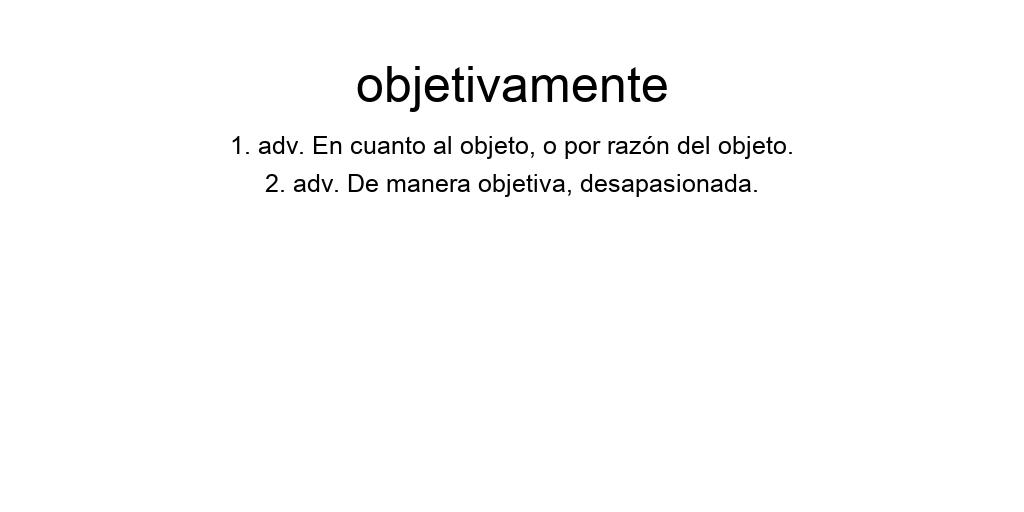 objetivamente
1. adv. En cuanto al objeto, o por razón del objeto.
2. adv. De manera objetiva, desapasionada.